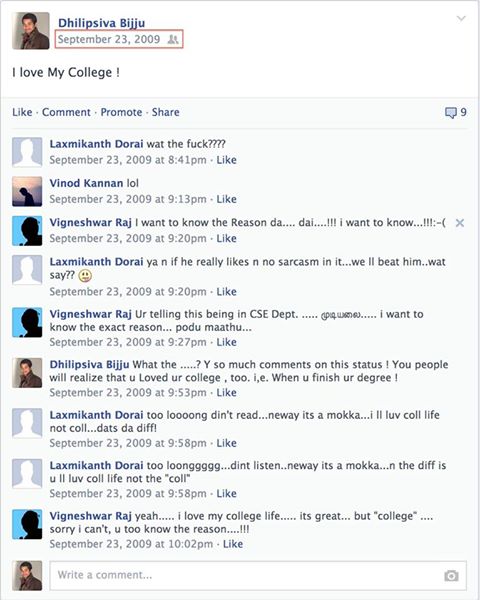 Dhilipsiva Bijju
September 23, 2009
I love My College !
Like · Comment · Promote · Share
9
Laxmikanth Dorai wat the fuck????
September 23, 2009 at 8:41pm · Like
Vinod Kannan lol
September 23, 2009 at 9:13pm · Like
Vigneshwar Raj I want to know the Reason da.... dai....!!! i want to know...!!!:-(
September 23, 2009 at 9:20pm · Like
Laxmikanth Dorai ya n if he really likes n no sarcasm in it...we ll beat him..wat
say??
September 23, 2009 at 9:20pm · Like
Vigneshwar Raj Ur telling this being in CSE Dept. ..... முடியலை..... i want to
know the exact reason... podu maathu...
September 23, 2009 at 9:27pm · Like
Dhilipsiva Bijju What the .....? Y so much comments on this status ! You people
will realize that u Loved ur college , too. i,e. When u finish ur degree !
September 23, 2009 at 9:53pm · Like
Laxmikanth Dorai too loooong din't read...neway its a mokka...i ll luv coll life
not coll...dats da diff!
September 23, 2009 at 9:58pm · Like
Laxmikanth Dorai too loonggggg...dint listen..neway its a mokka...n the diff is
u ll luv coll life not the "coll"
September 23, 2009 at 9:58pm · Like
Vigneshwar Raj yeah..... i love my college life..... its great... but "college" ....
sorry i can't, u too know the reason....!!!
September 23, 2009 at 10:02pm · Like
Write a comment...